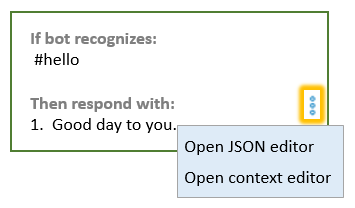 If bot recognizes:
#hello
Then respond with:
1. Good day to you.
Open JSON editor
Open context editor